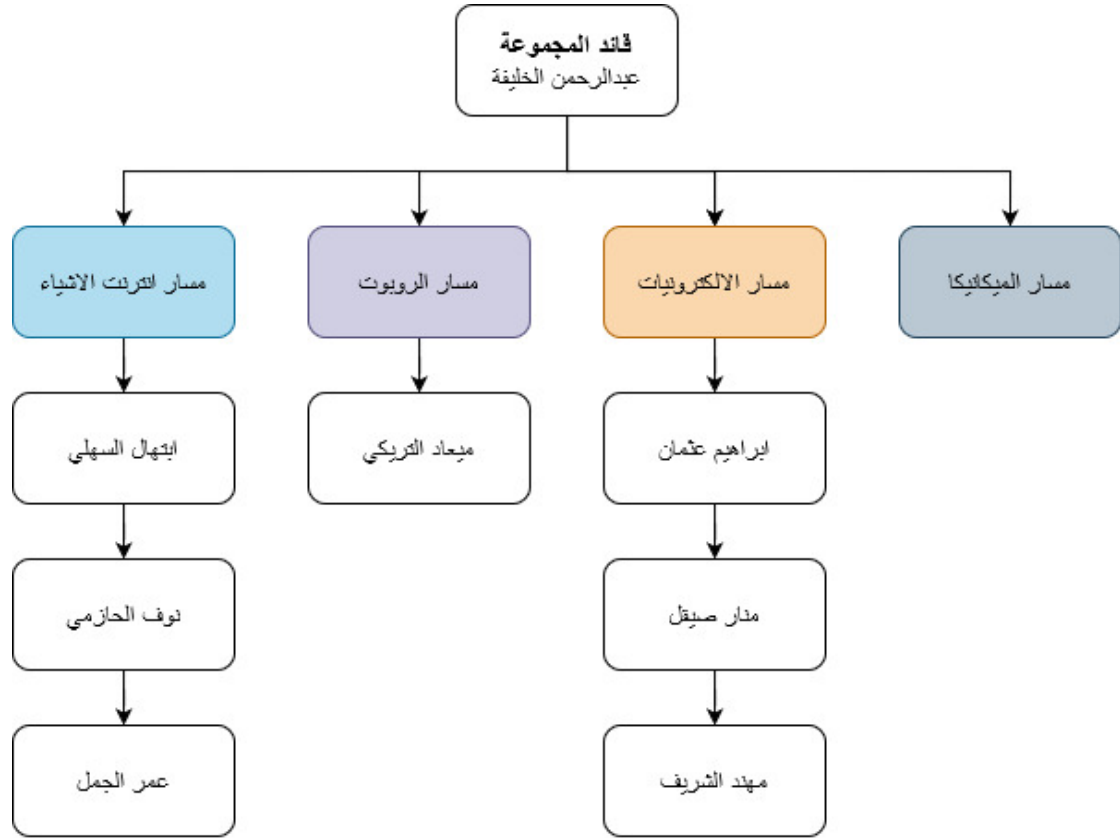 قائد المجموعة
عبدالرحمن الخليفة
مسار الميكانيكا
مسار الالكترونيات
مسار الروبوت
مسار انترنت الاشياء
ابراهيم عثمان
ميعاد التريكي
ابتهال السهلي
منار صيقل
نوف الحازمي
مهند الشريف
عمر الجمل